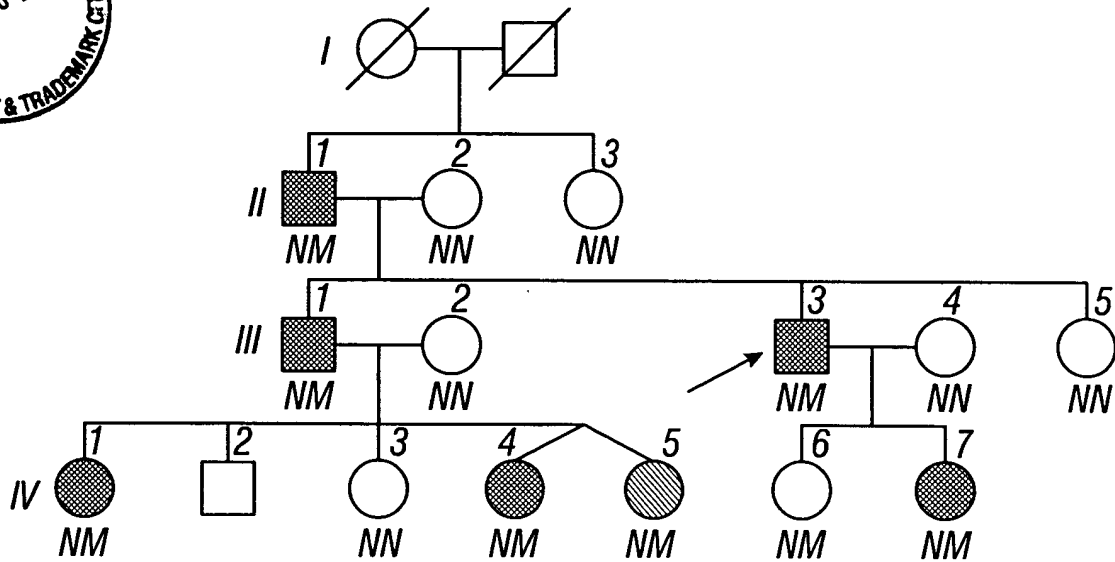 & TRADEMARK
I
1 2 3
II
NM NN NN
1 2 3 4 5
III
NM NN NM NN NN
1 2 3 4 5 6 7
IV
NM NN NM NM NM NM